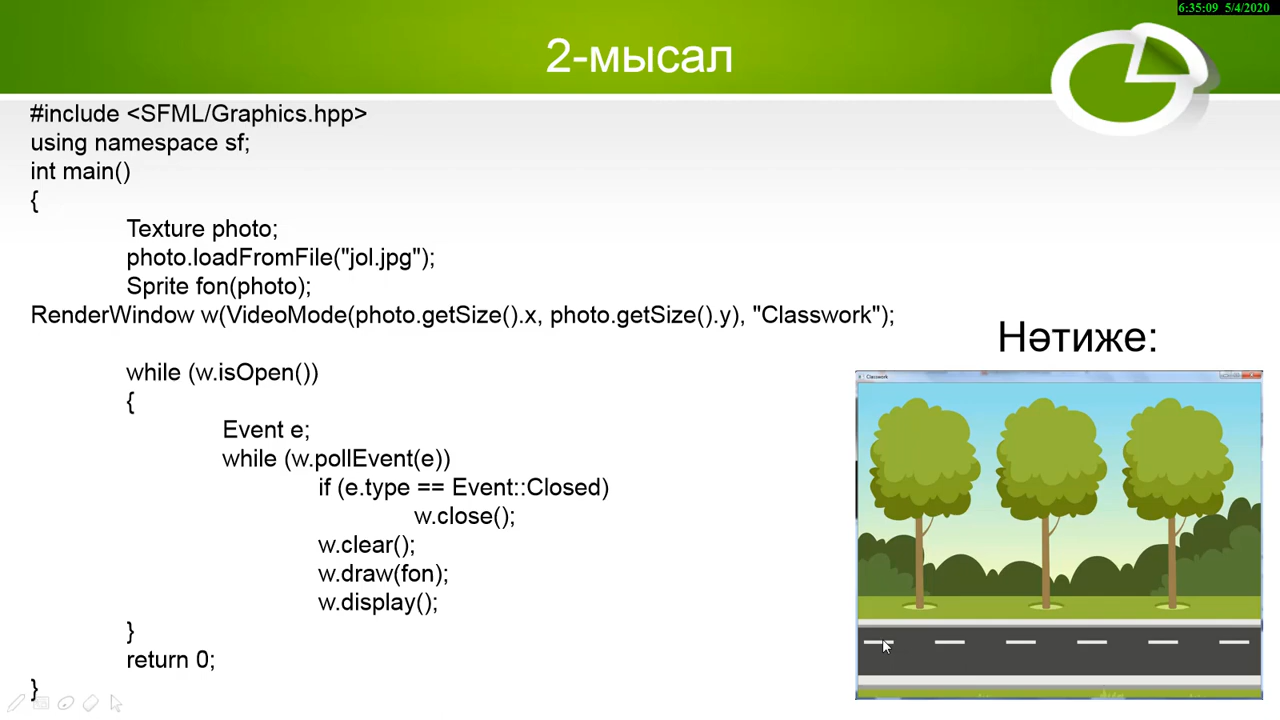 6:35:09 5/4/2020
2-мысал
#include <SFML/Graphics.hpp>
using namespace sf;
int main()
{
Texture photo;
photo.loadFromFile("jol.jpg");
Sprite fon(photo);
RenderWindow w(VideoMode(photo.getSize().x, photo.getSize().y), "Classwork");
while (w.isOpen())
{
Event e;
while (w.pollEvent(e))
if (e.type == Event::Closed)
w.close();
w.clear();
w.draw(fon);
w.display();
}
return 0;
}
Нәтиже:
Classwork